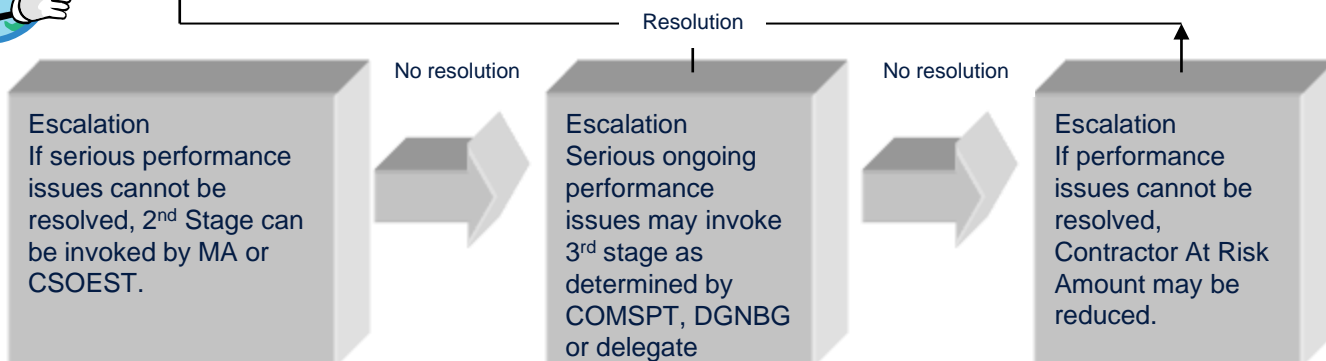 Resolution
No resolution
No resolution
Escalation
If serious performance
issues cannot be
resolved, 2nd Stage can
be invoked by MA or
CSOEST.
Escalation
Serious ongoing
performance
issues may invoke
3rd stage as
determined by
COMSPT, DGNBG
or delegate
Escalation
If performance
issues cannot be
resolved,
Contractor At Risk
Amount may be
reduced.